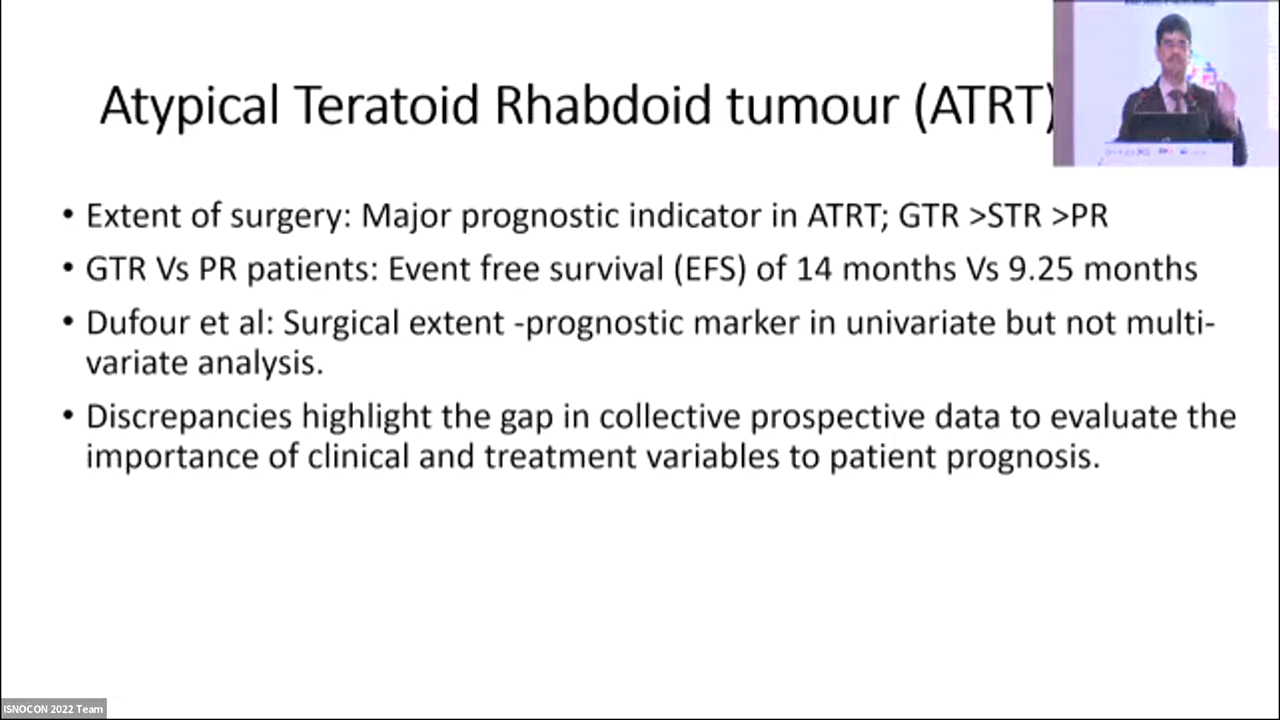 Atypical Teratoid Rhabdoid tumour (ATRT)
• Extent of surgery: Major prognostic indicator in ATRT; GTR >STR >PR
• GTR Vs PR patients: Event free survival (EFS) of 14 months Vs 9.25 months
• Dufour et al: Surgical extent -prognostic marker in univariate but not multi-
variate analysis.
• Discrepancies highlight the gap in collective prospective data to evaluate the
importance of clinical and treatment variables to patient prognosis.
ISNOCON 2022 Team